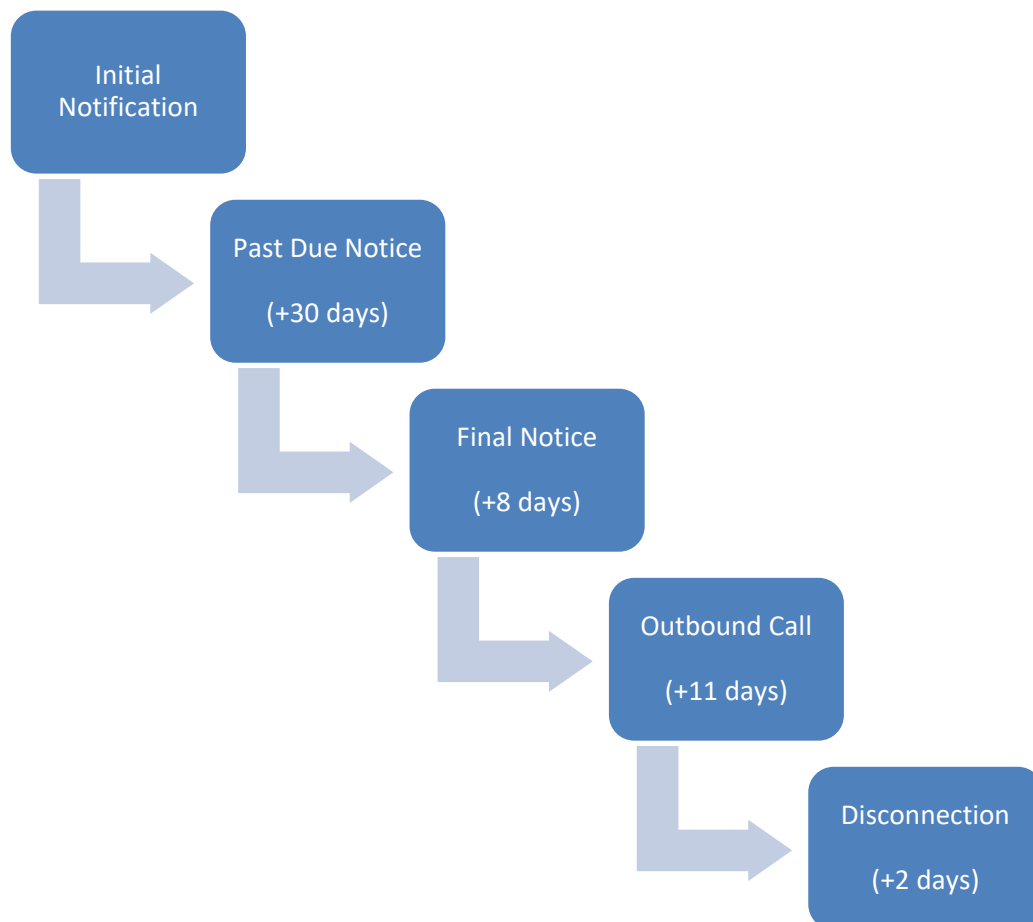 Initial
Notification
Past Due Notice
(+30 days)
Final Notice
(+8 days)
Outbound Call
(+11 days)
Disconnection
(+2 days)